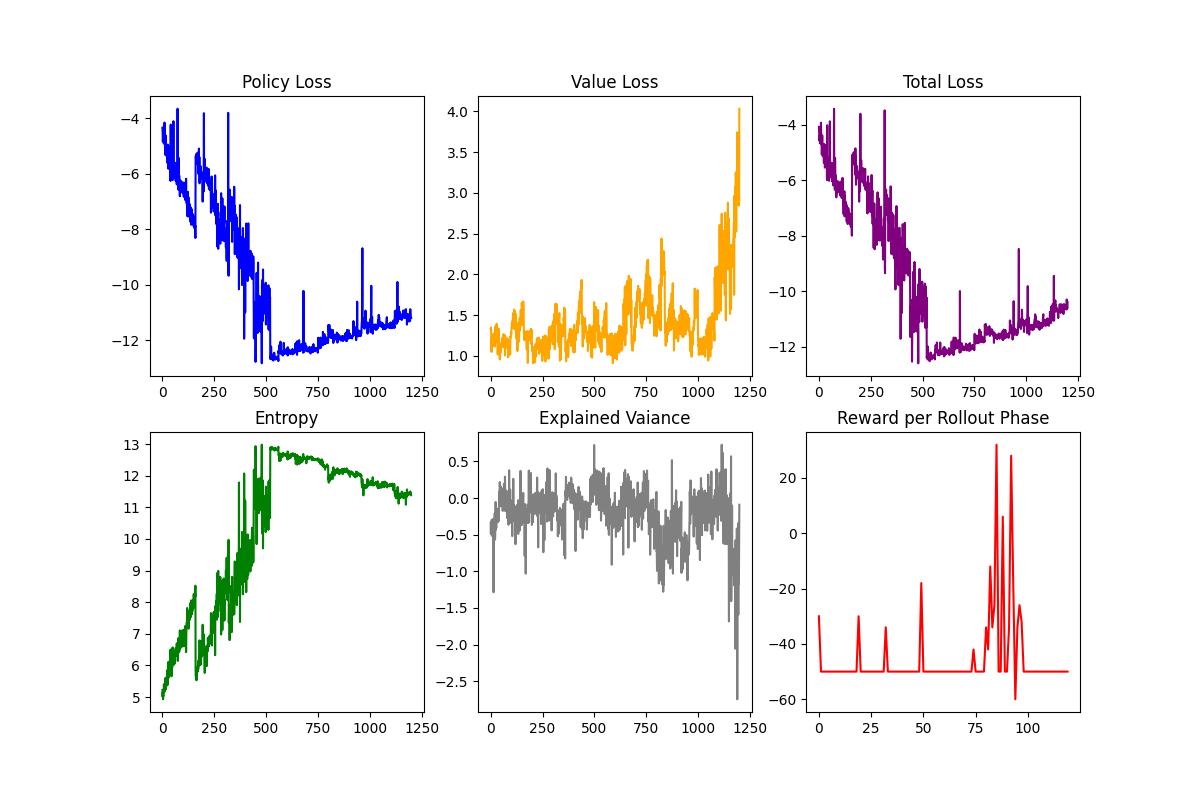 Policy Loss Value Loss Total Loss
−4 −6 −8 −10 −12
0 250 500 750 1000 1250
4.0 3.5 3.0 2.5 2.0 1.5 1.0
0 250 500 750 1000 1250
−4 −6 −8 −10 −12
0 250 500 750 1000 1250
Entropy Explained Vaiance Reward per Rollout Phase
13 12 11 10 9 8 7 6 5
0 250 500 750 1000 1250
0.5 0.0 −0.5 −1.0 −1.5 −2.0 −2.5
0 250 500 750 1000 1250
20 0 −20 −40 −60
0 25 50 75 100